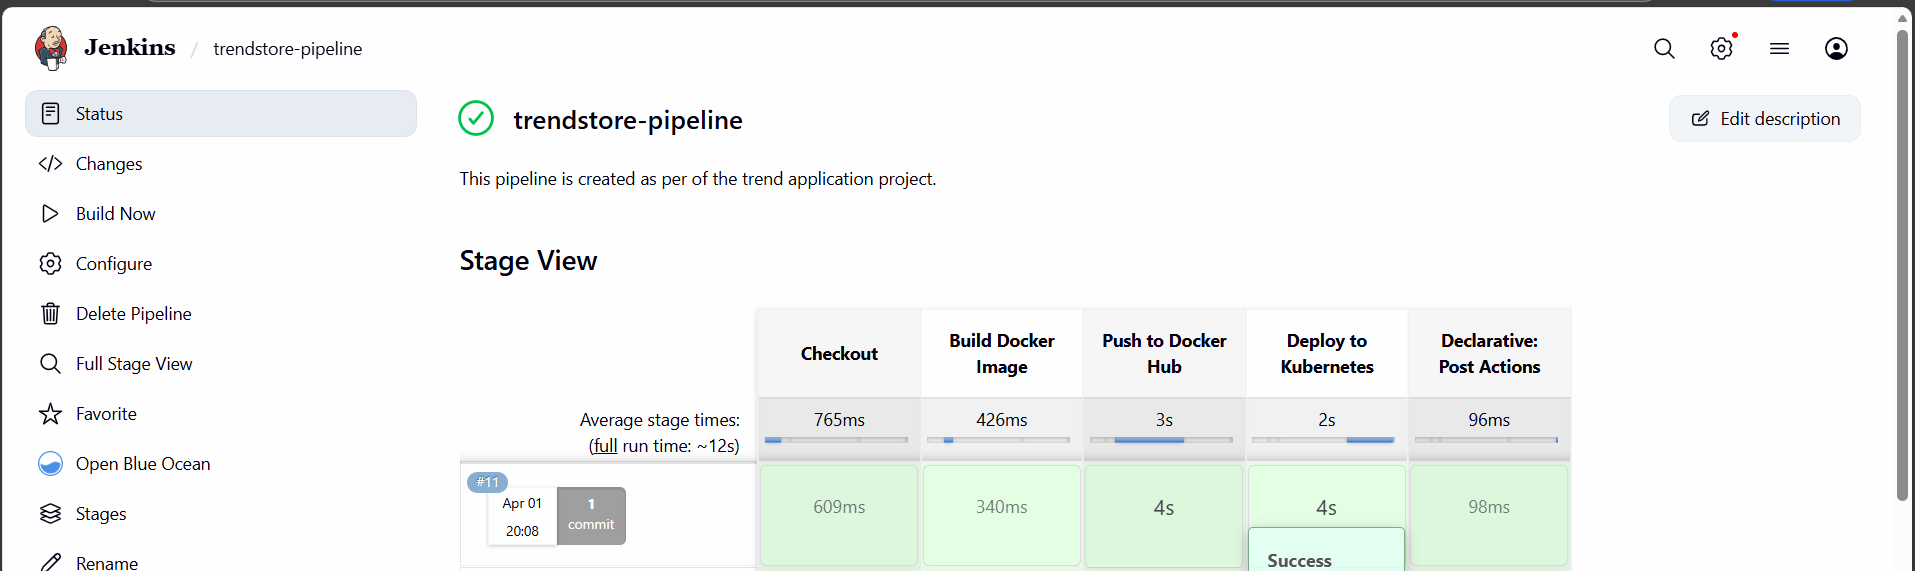 Jenkins / trendstore-pipeline
Status
Changes
Build Now
Configure
Delete Pipeline
Full Stage View
Favorite
Open Blue Ocean
Stages
Rename
trendstore-pipeline
Edit description
This pipeline is created as per of the trend application project.
Stage View
Checkout
Build Docker
Image
Push to Docker
Hub
Deploy to
Kubernetes
Declarative:
Post Actions
Average stage times:
(full run time: ~12s)
765ms
426ms
3s
2s
96ms
#11
Apr 01
20:08
1
commit
609ms
340ms
4s
4s
98ms
Success